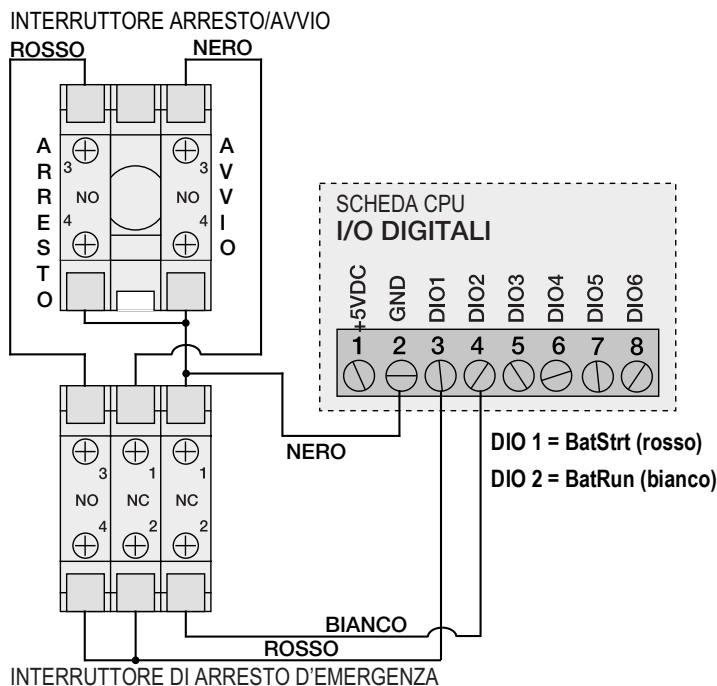 INTERRUTTORE ARRESTO/AVVIO
ROSSO NERO
ARRESTO
3
NO
4
3
NO
4
AVVIO
SCHEDA CPU
I/O DIGITALI
+5VDC GND DIO1 DIO2 DIO3 DIO4 DIO5 DIO6
1 2 3 4 5 6 7 8
NERO
DIO 1 = BatStrt (rosso)
DIO 2 = BatRun (bianco)
3 1 1
NO NC NC
4 2 2
BIANCO
ROSSO
INTERRUTTORE DI ARRESTO D'EMERGENZA